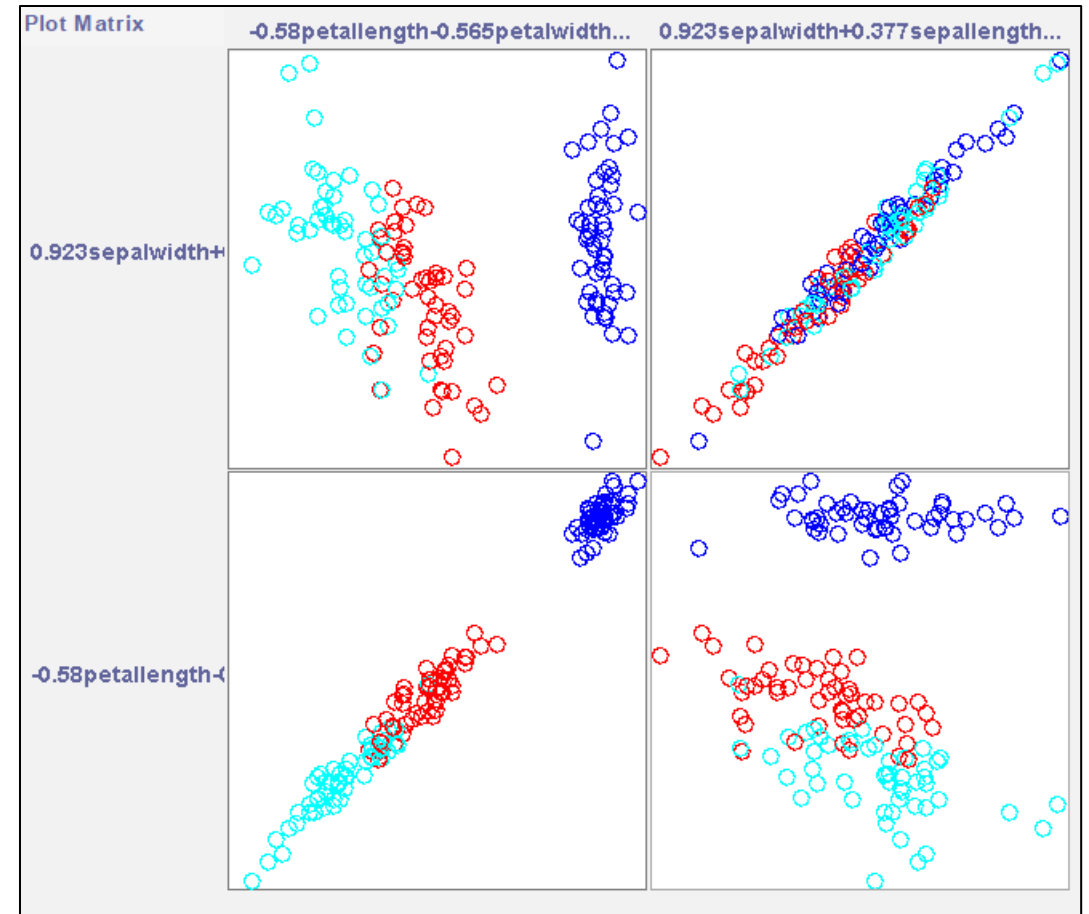 Plot Matrix
-0.58petallength-0.565petalwidth...
0.923sepalwidth+0.377sepallength...
0.923sepalwidth+
-0.58petallength-(